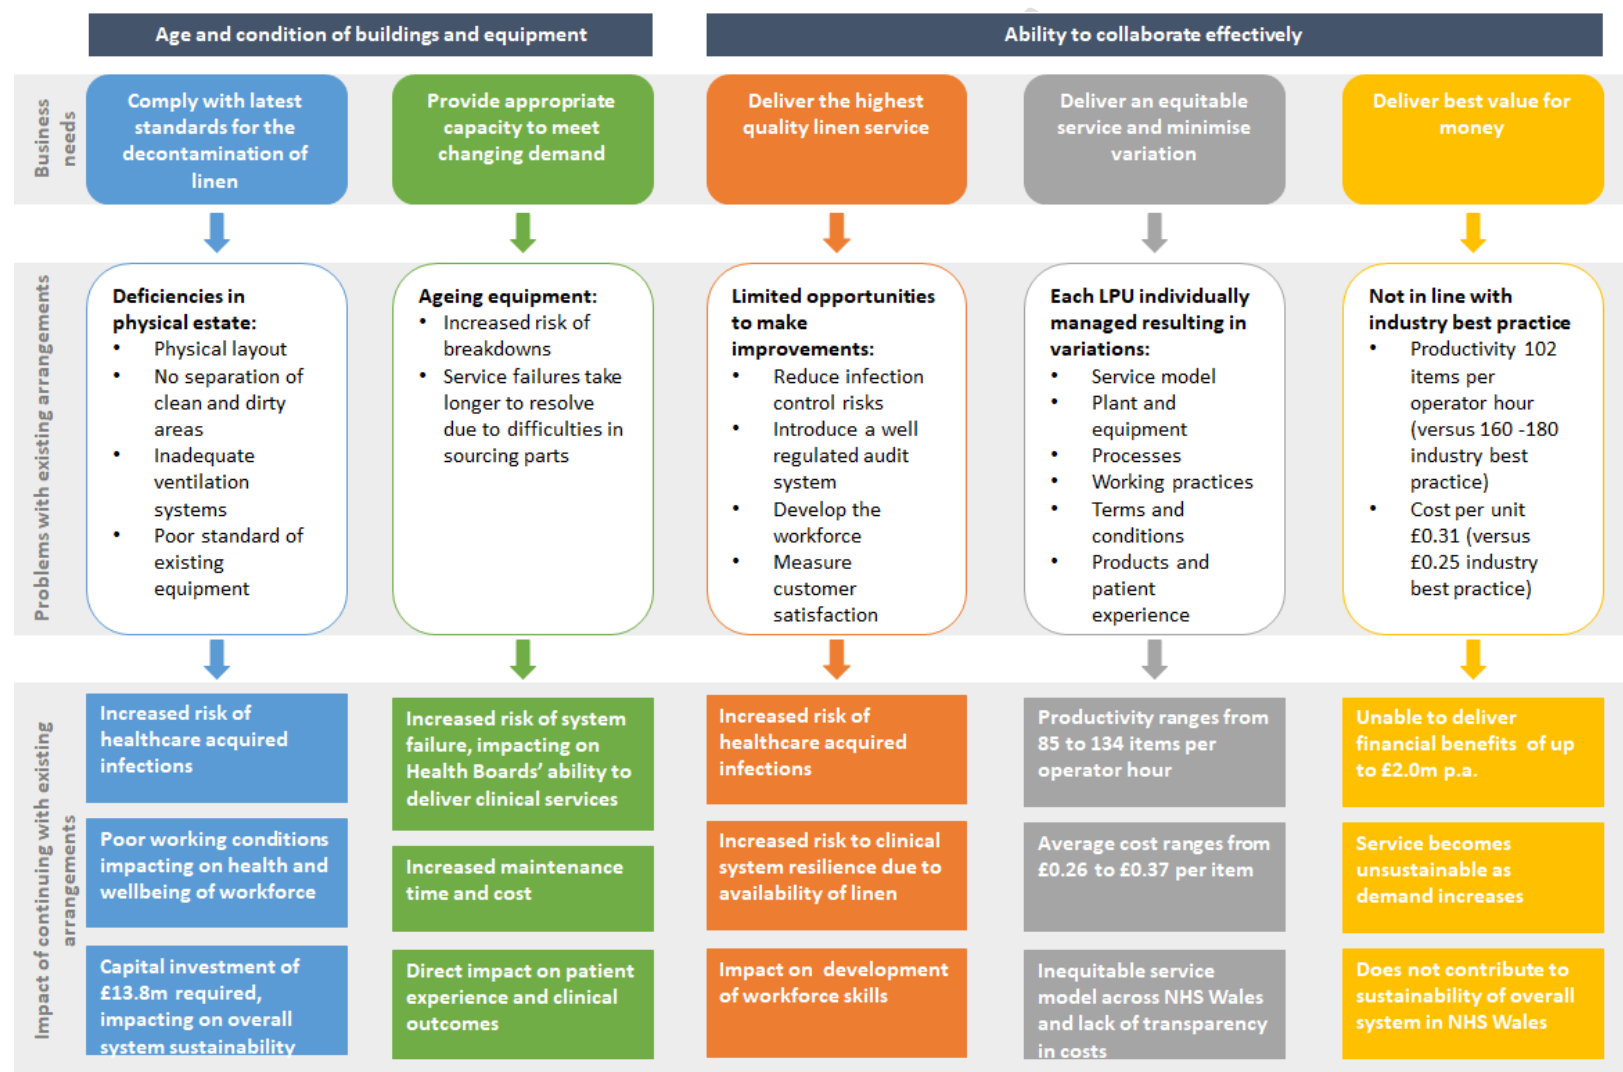 Age and condition of buildings and equipment
Ability to collaborate effectively
Business
needs
Comply with latest
standards for the
decontamination of
linen
Provide appropriate
capacity to meet
changing demand
Deliver the highest
quality linen service
Deliver an equitable
service and minimise
variation
Deliver best value for
money
Problems with existing arrangements
Deficiencies in
physical estate:
• Physical layout
• No separation of
clean and dirty
areas
• Inadequate
ventilation
systems
• Poor standard of
existing
equipment
Ageing equipment:
• Increased risk of
breakdowns
• Service failures take
longer to resolve
due to difficulties in
sourcing parts
Limited opportunities
to make
improvements:
• Reduce infection
control risks
• Introduce a well
regulated audit
system
• Develop the
workforce
• Measure
customer
satisfaction
Each LPU individually
managed resulting in
variations:
• Service model
• Plant and
equipment
• Processes
• Working practices
• Terms and
conditions
• Products and
patient
experience
Not in line with
industry best practice
• Productivity 102
items per
operator hour
(versus 160 -180
industry best
practice)
• Cost per unit
£0.31 (versus
£0.25 industry
best practice)
Impact of continuing with existing
arrangements
Increased risk of
healthcare acquired
infections
Poor working conditions
impacting on health and
wellbeing of workforce
Capital investment of
£13.8m required,
impacting on overall
system sustainability
Increased risk of system
failure, impacting on
Health Boards' ability to
deliver clinical services
Increased maintenance
time and cost
Direct impact on patient
experience and clinical
outcomes
Increased risk of
healthcare acquired
infections
Increased risk to clinical
system resilience due to
availability of linen
Impact on development
of workforce skills
Productivity ranges from
85 to 134 items per
operator hour
Average cost ranges from
£0.26 to £0.37 per item
Inequitable service
model across NHS Wales
and lack of transparency
in costs
Unable to deliver
financial benefits of up
to £2.0m p.a.
Service becomes
unsustainable as
demand increases
Does not contribute to
sustainability of overall
system in NHS Wales